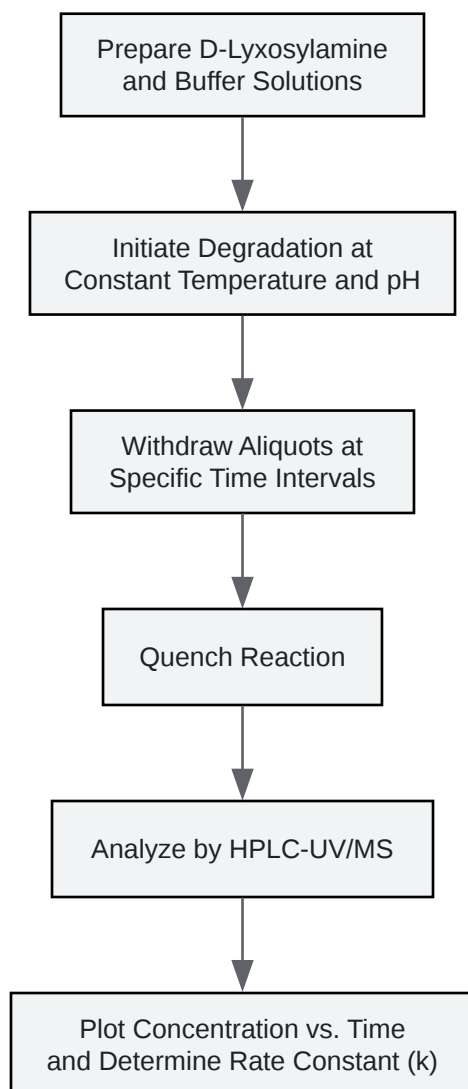 Prepare D-Lyxosylamine
and Buffer Solutions
Initiate Degradation at
Constant Temperature and pH
Withdraw Aliquots at
Specific Time Intervals
Quench Reaction
Analyze by HPLC-UV/MS
Plot Concentration vs. Time
and Determine Rate Constant (k)